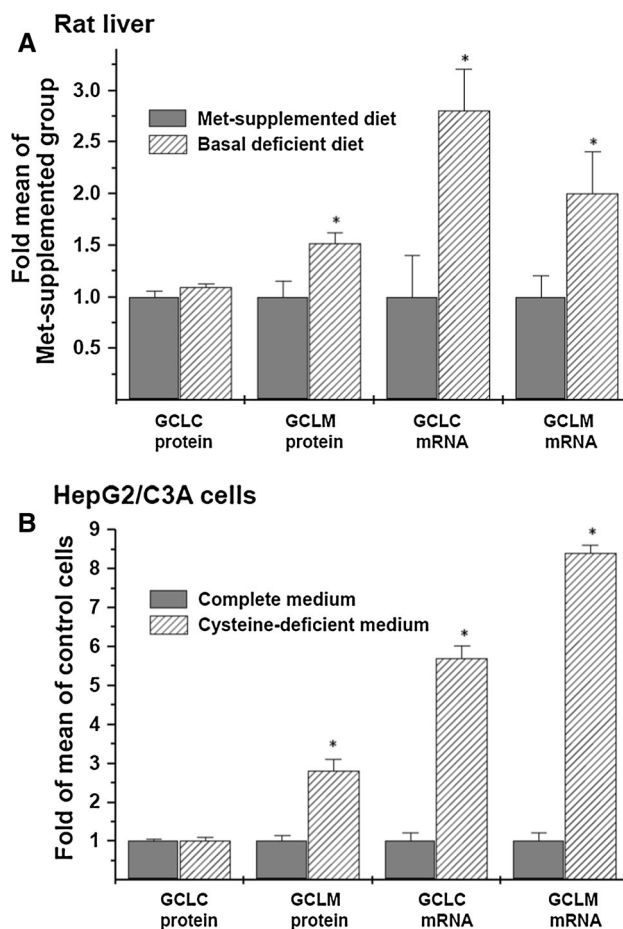 A Rat liver
Fold mean of
Met-supplemented group
3.0
2.5
2.0
1.5
1.0
0.5
Met-supplemented diet
Basal deficient diet
*
*
*
GCLC
protein
GCLM
protein
GCLC
mRNA
GCLM
mRNA
B HepG2/C3A cells
Fold of mean of control cells
9
8
7
6
5
4
3
2
1
Complete medium
Cysteine-deficient medium
*
*
*
GCLC
protein
GCLM
protein
GCLC
mRNA
GCLM
mRNA